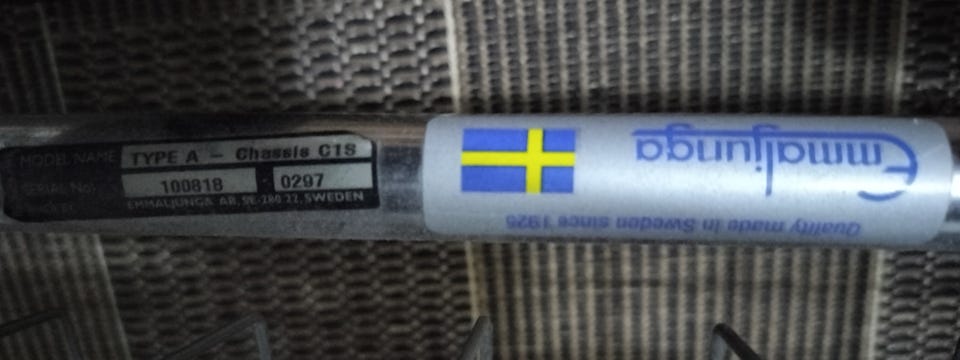 MODEL NAME TYPE A - Chassis C1S
SERIAL No: 100818 0297
EMMALJUNGA AB, SE-280 22, SWEDEN
Emmaljunga
Quality made in Sweden since 1925